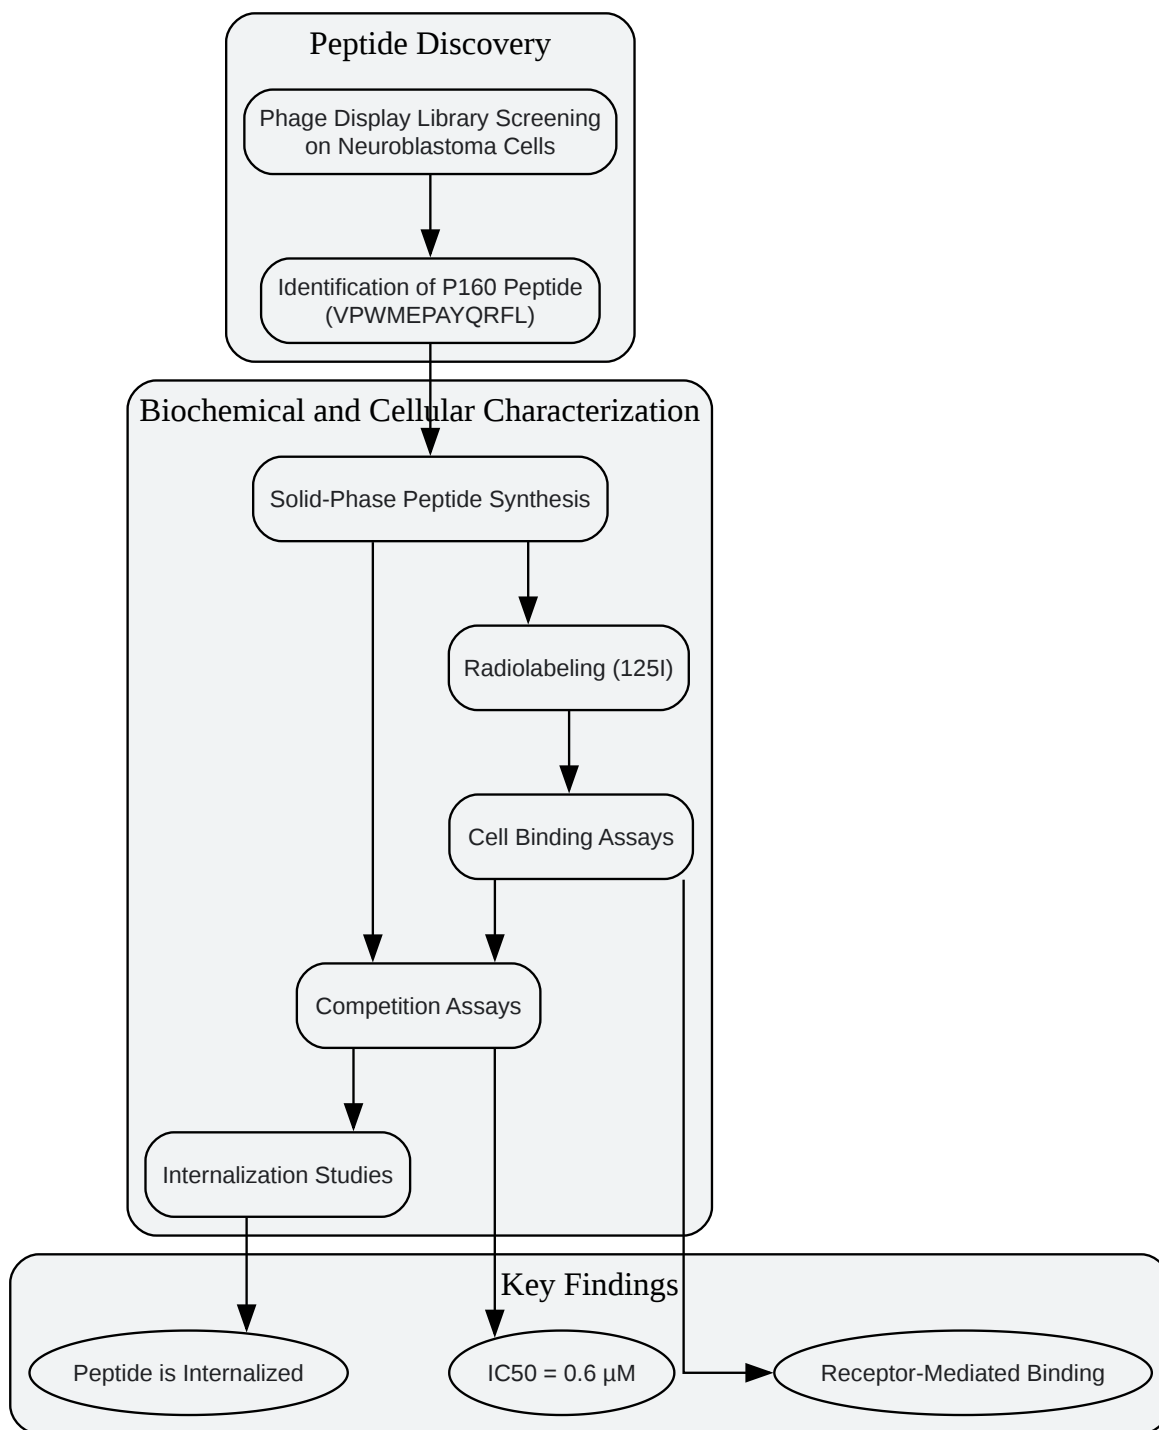 Peptide Discovery
Phage Display Library Screening
on Neuroblastoma Cells
Identification of P160 Peptide
(VPWMEPAYQRFL)
Biochemical and Cellular Characterization
Solid-Phase Peptide Synthesis
Radiolabeling (125I)
Cell Binding Assays
Competition Assays
Internalization Studies
Key Findings
Peptide is Internalized
IC50 = 0.6 µM
Receptor-Mediated Binding